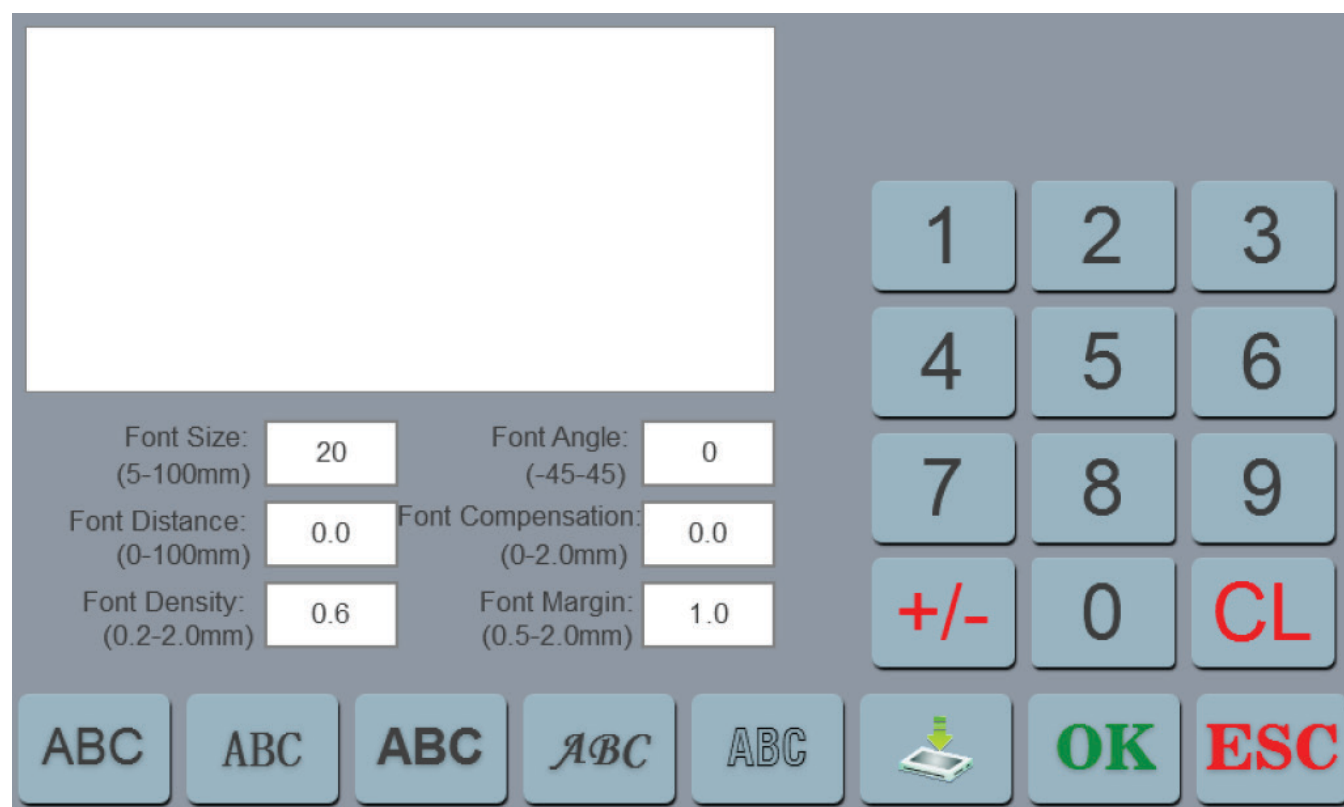 1 2 3
4 5 6
Font Size: 20 Font Angle: 0
(5-100mm) (-45-45)
7 8 9
Font Distance: 0.0 Font Compensation: 0.0
(0-100mm) (0-2.0mm)
Font Density: 0.6 Font Margin: 1.0
(0.2-2.0mm) (0.5-2.0mm)
+/- 0 CL
ABC ABC ABC ABC ABC OK ESC